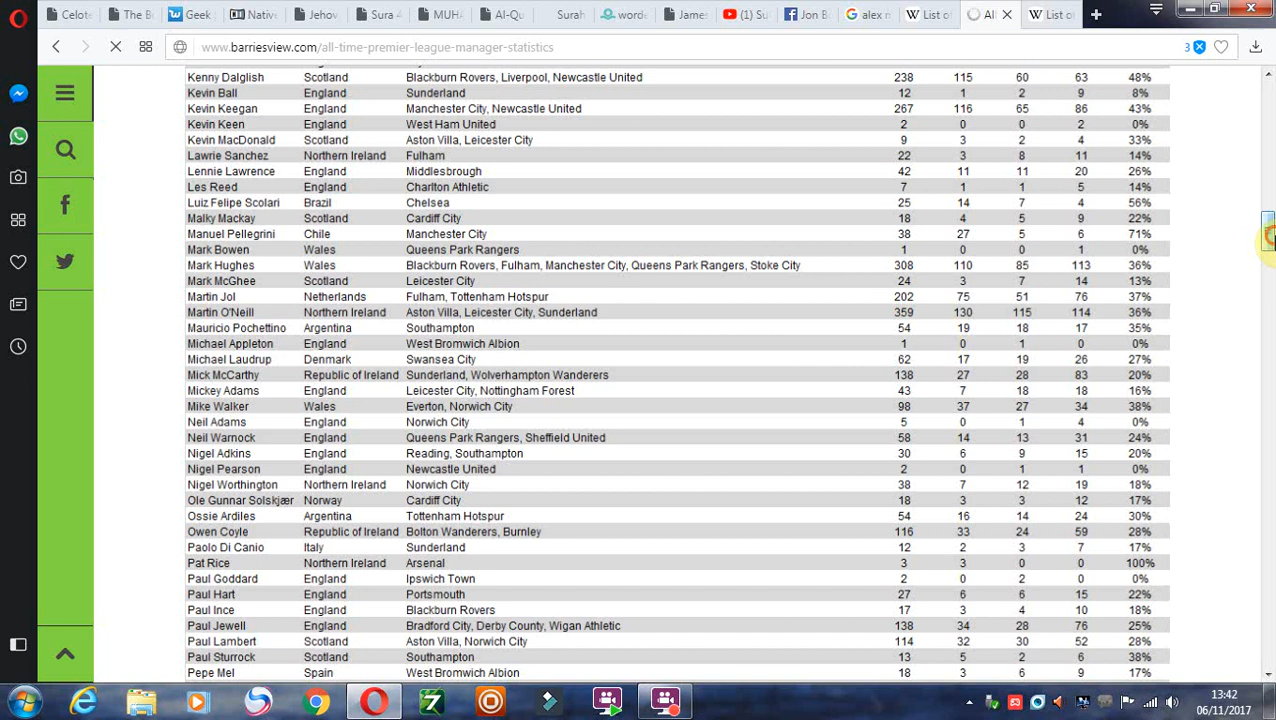 Celot
The B
Geek
Nativ
Jeho
Sura 4
MUH
Al-Qu
Surah
word
James
(1) Su
Jon B
alex
List o
Al
List o
www.barriesview.com/all-time-premier-league-manager-statistics
3
Kenny Dalglish Scotland Blackburn Rovers, Liverpool, Newcastle United 238 115 60 63 48%
Kevin Ball England Sunderland 12 1 2 9 8%
Kevin Keegan England Manchester City, Newcastle United 267 116 65 86 43%
Kevin Keen England West Ham United 2 0 0 2 0%
Kevin MacDonald Scotland Aston Villa, Leicester City 9 3 2 4 33%
Lawrie Sanchez Northern Ireland Fulham 22 3 8 11 14%
Lennie Lawrence England Middlesbrough 42 11 11 20 26%
Les Reed England Charlton Athletic 7 1 1 5 14%
Luiz Felipe Scolari Brazil Chelsea 25 14 7 4 56%
Malky Mackay Scotland Cardiff City 18 4 5 9 22%
Manuel Pellegrini Chile Manchester City 38 27 5 6 71%
Mark Bowen Wales Queens Park Rangers 1 0 0 1 0%
Mark Hughes Wales Blackburn Rovers, Fulham, Manchester City, Queens Park Rangers, Stoke City 308 110 85 113 36%
Mark McGhee Scotland Leicester City 24 3 7 14 13%
Martin Jol Netherlands Fulham, Tottenham Hotspur 202 75 51 76 37%
Martin O'Neill Northern Ireland Aston Villa, Leicester City, Sunderland 359 130 115 114 36%
Mauricio Pochettino Argentina Southampton 54 19 18 17 35%
Michael Appleton England West Bromwich Albion 1 0 1 0 0%
Michael Laudrup Denmark Swansea City 62 17 19 26 27%
Mick McCarthy Republic of Ireland Sunderland, Wolverhampton Wanderers 138 27 28 83 20%
Mickey Adams England Leicester City, Nottingham Forest 43 7 18 18 16%
Mike Walker Wales Everton, Norwich City 98 37 27 34 38%
Neil Adams England Norwich City 5 0 1 4 0%
Neil Warnock England Queens Park Rangers, Sheffield United 58 14 13 31 24%
Nigel Adkins England Reading, Southampton 30 6 9 15 20%
Nigel Pearson England Newcastle United 2 0 1 1 0%
Nigel Worthington Northern Ireland Norwich City 38 7 12 19 18%
Ole Gunnar Solskjær Norway Cardiff City 18 3 3 12 17%
Ossie Ardiles Argentina Tottenham Hotspur 54 16 14 24 30%
Owen Coyle Republic of Ireland Bolton Wanderers, Burnley 116 33 24 59 28%
Paolo Di Canio Italy Sunderland 12 2 3 7 17%
Pat Rice Northern Ireland Arsenal 3 3 0 0 100%
Paul Goddard England Ipswich Town 2 0 2 0 0%
Paul Hart England Portsmouth 27 6 6 15 22%
Paul Ince England Blackburn Rovers 17 3 4 10 18%
Paul Jewell England Bradford City, Derby County, Wigan Athletic 138 34 28 76 25%
Paul Lambert Scotland Aston Villa, Norwich City 114 32 30 52 28%
Paul Sturrock Scotland Southampton 13 5 2 6 38%
Pepe Mel Spain West Bromwich Albion 18 3 6 9 17%
13:42
06/11/2017